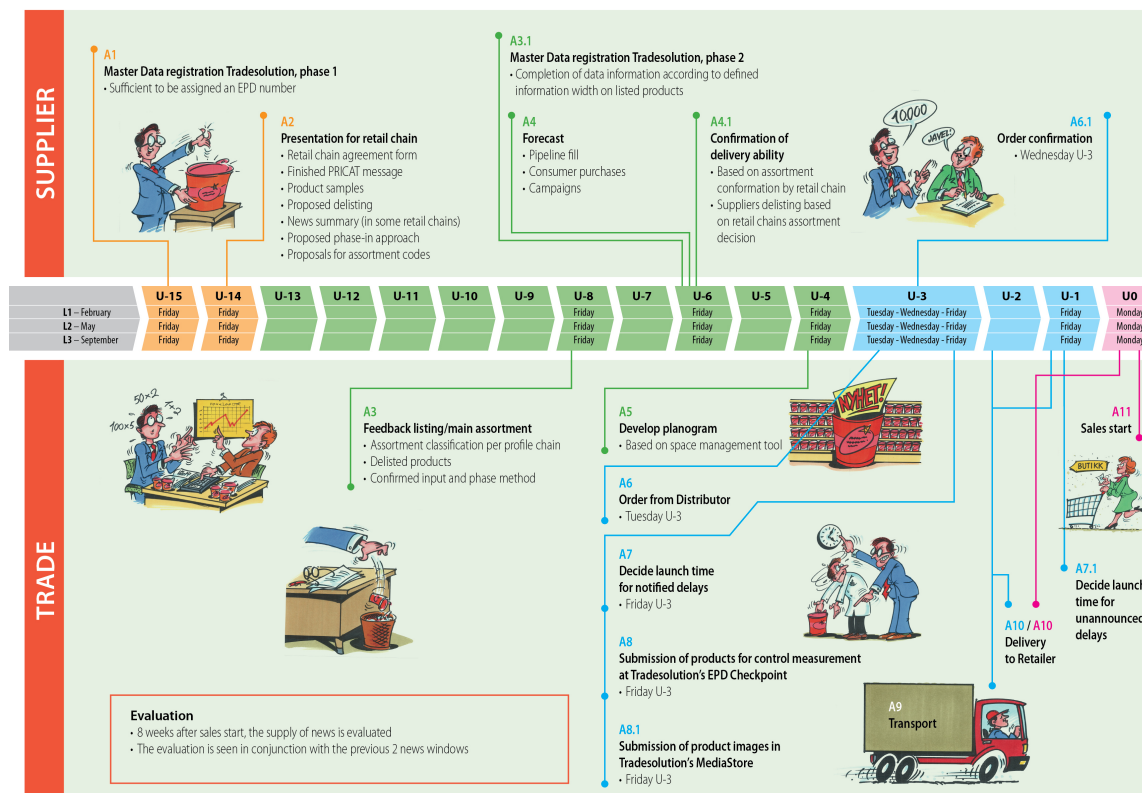 SUPPLIER
A1
Master Data registration Tradesolution, phase 1
• Sufficient to be assigned an EPD number
A2
Presentation for retail chain
• Retail chain agreement form
• Finished PRICAT message
• Product samples
• Proposed delisting
• News summary (in some retail chains)
• Proposed phase-in approach
• Proposals for assortment codes
A3.1
Master Data registration Tradesolution, phase 2
• Completion of data information according to defined
information width on listed products
A4
Forecast
• Pipeline fill
• Consumer purchases
• Campaigns
A4.1
Confirmation of
delivery ability
• Based on assortment
conformation by retail chain
• Suppliers delisting based
on retail chains assortment
decision
10.000
JAVEL!
A6.1
Order confirmation
• Wednesday U-3
U-15 U-14 U-13 U-12 U-11 U-10 U-9 U-8 U-7 U-6 U-5 U-4 U-3 U-2 U-1 U0
L1 – February Friday Friday Friday Friday Friday Tuesday - Wednesday - Friday Friday Monday
L2 – May Friday Friday Friday Friday Friday Tuesday - Wednesday - Friday Friday Monday
L3 – September Friday Friday Friday Friday Friday Tuesday - Wednesday - Friday Friday Monday
TRADE
50x2
7x2
100x5
A3
Feedback listing/main assortment
• Assortment classification per profile chain
• Delisted products
• Confirmed input and phase method
A5
Develop planogram
• Based on space management tool
NYHET!
A6
Order from Distributor
• Tuesday U-3
A7
Decide launch time
for notified delays
• Friday U-3
A8
Submission of products for control measurement
at Tradesolution's EPD Checkpoint
• Friday U-3
A8.1
Submission of product images in
Tradesolution's MediaStore
• Friday U-3
A11
Sales start
BUTIKK
A7.1
Decide launch
time for
unannounced
delays
A10 / A10
Delivery
to Retailer
A9
Transport
Evaluation
• 8 weeks after sales start, the supply of news is evaluated
• The evaluation is seen in conjunction with the previous 2 news windows